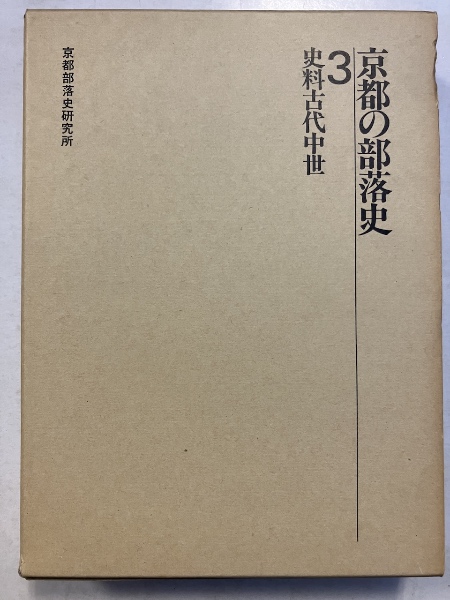 京都の部落史
3
史料古代中世
京都部落史研究所